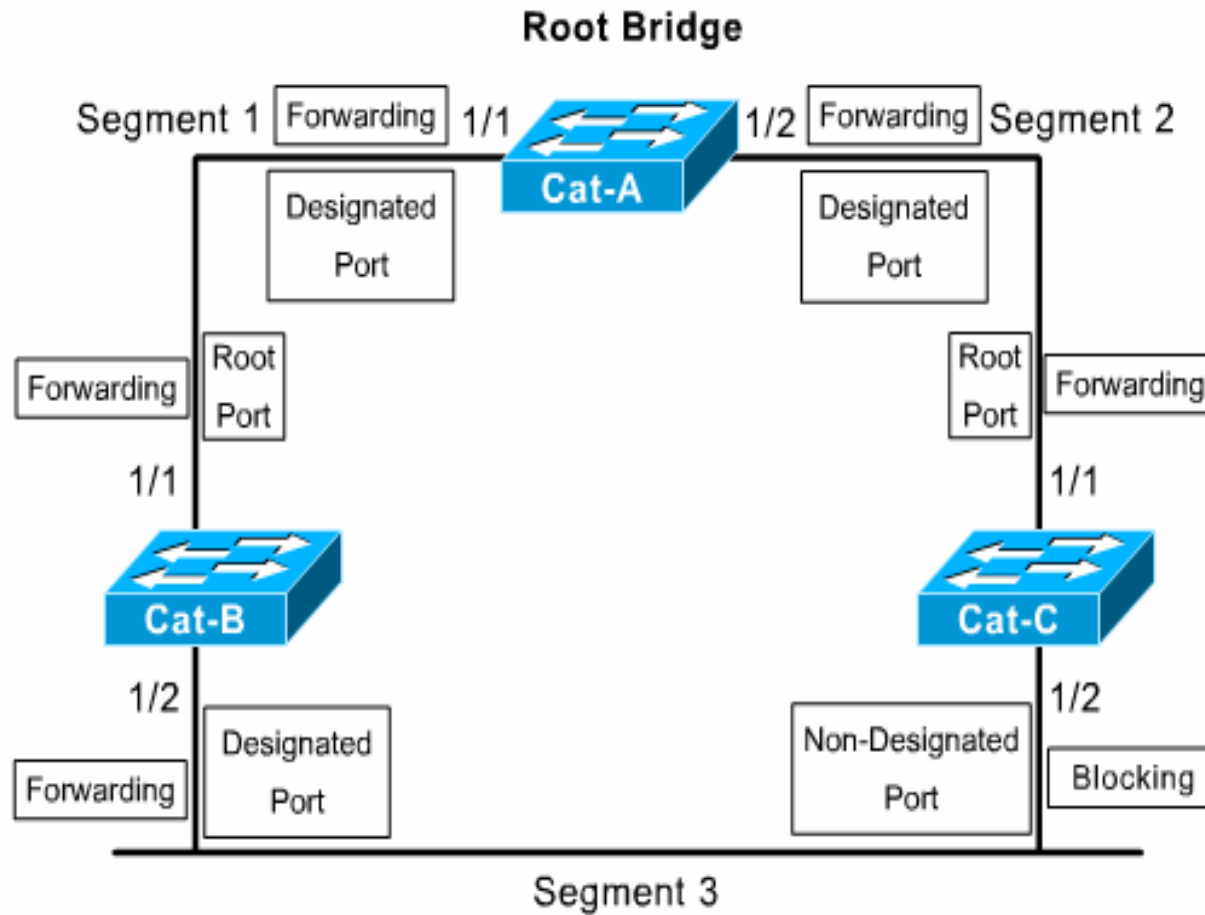 Root Bridge
Segment 1
Forwarding
1/1
1/2
Forwarding
Segment 2
Cat-A
Designated
Port
Designated
Port
Forwarding
Root
Port
Root
Port
Forwarding
1/1
1/1
Cat-B
Cat-C
1/2
1/2
Forwarding
Designated
Port
Non-Designated
Port
Blocking
Segment 3